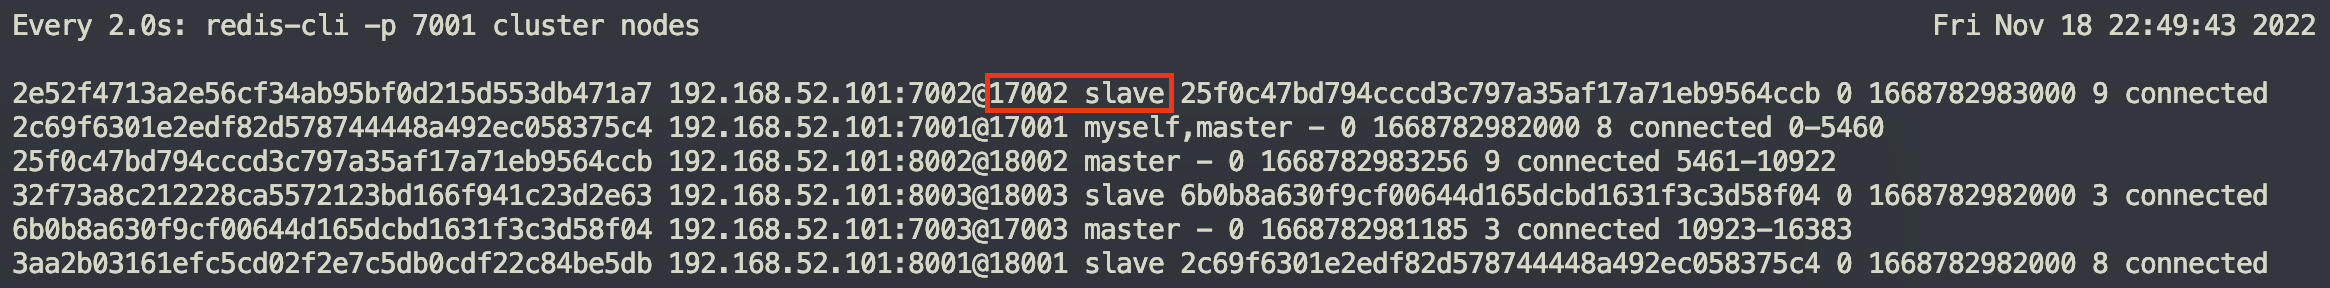 Every 2.0s: redis-cli -p 7001 cluster nodes Fri Nov 18 22:49:43 2022
2e52f4713a2e56cf34ab95bf0d215d553db471a7 192.168.52.101:7002@17002 slave 25f0c47bd794cccd3c797a35af17a71eb9564ccb 0 1668782983000 9 connected
2c69f6301e2edf82d578744448a492ec058375c4 192.168.52.101:7001@17001 myself,master - 0 1668782982000 8 connected 0-5460
25f0c47bd794cccd3c797a35af17a71eb9564ccb 192.168.52.101:8002@18002 master - 0 1668782983256 9 connected 5461-10922
32f73a8c212228ca5572123bd166f941c23d2e63 192.168.52.101:8003@18003 slave 6b0b8a630f9cf00644d165dcbd1631f3c3d58f04 0 1668782982000 3 connected
6b0b8a630f9cf00644d165dcbd1631f3c3d58f04 192.168.52.101:7003@17003 master - 0 1668782981185 3 connected 10923-16383
3aa2b03161efc5cd02f2e7c5db0cdf22c84be5db 192.168.52.101:8001@18001 slave 2c69f6301e2edf82d578744448a492ec058375c4 0 1668782982000 8 connected